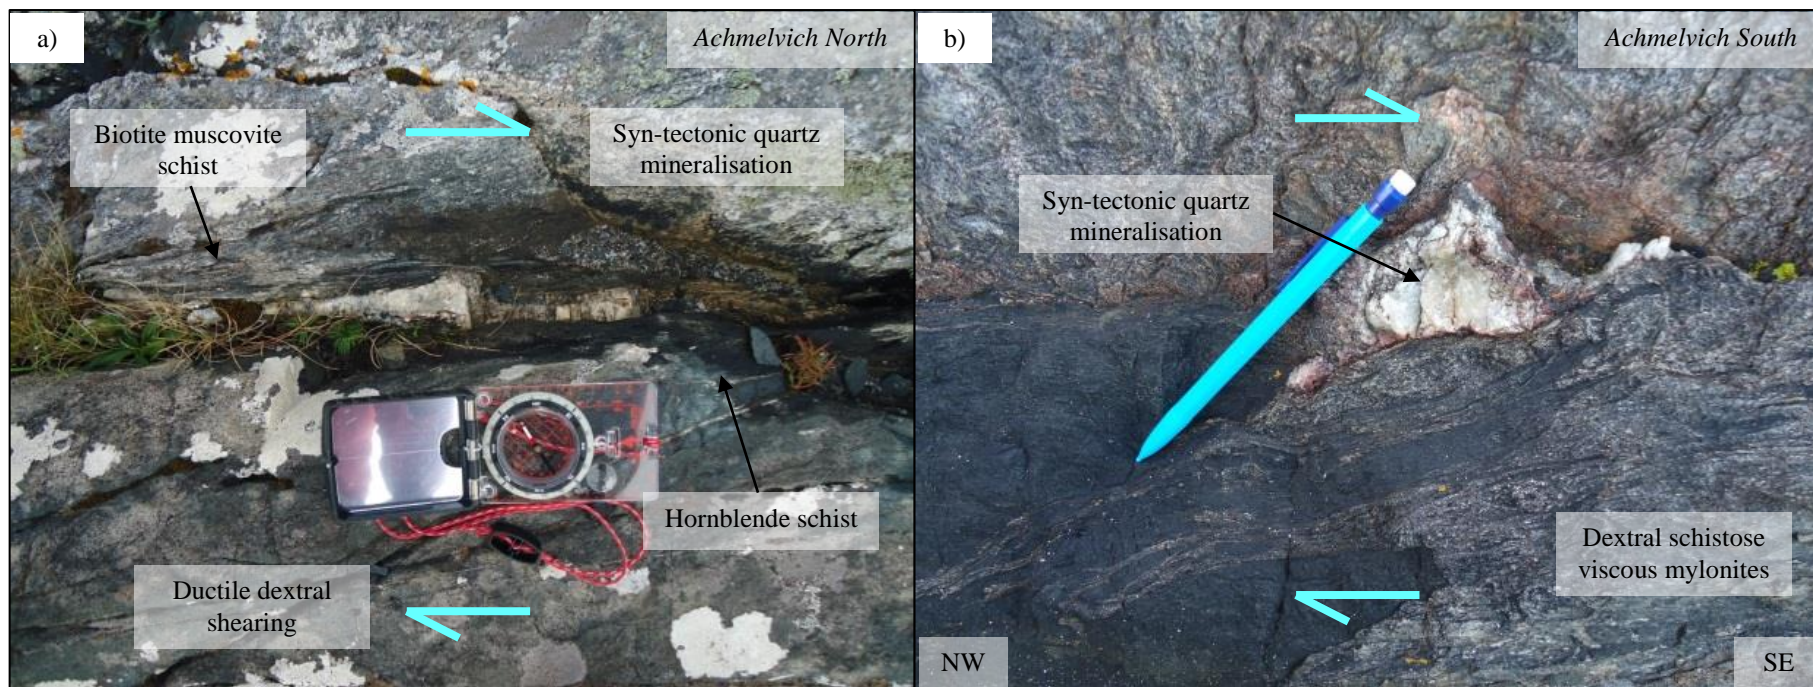 a)
Achmelvich North
Biotite muscovite
schist
Syn-tectonic quartz
mineralisation
Hornblende schist
Ductile dextral
shearing
b)
Achmelvich South
Syn-tectonic quartz
mineralisation
Dextral schistose
viscous mylonites
NW
SE